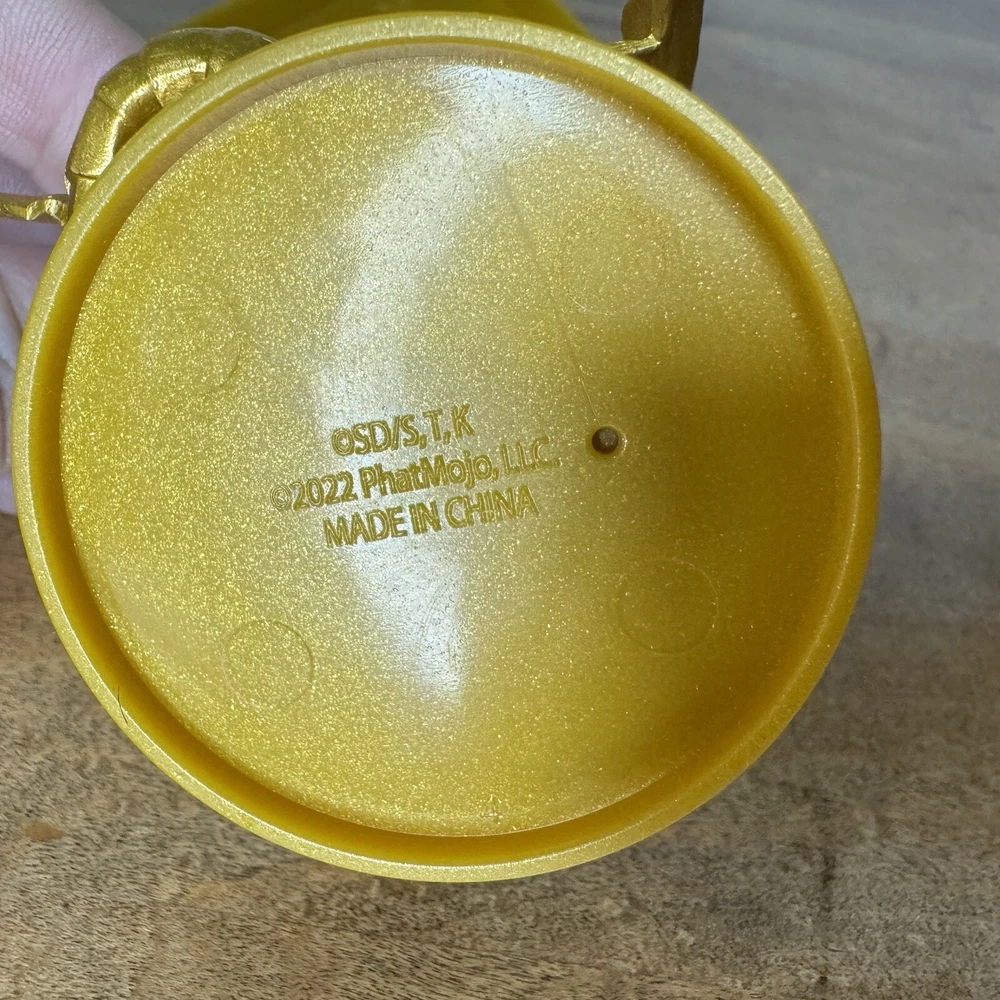 ©SD/S,T,K
©2022 PhatMojo, LLC.
MADE IN CHINA